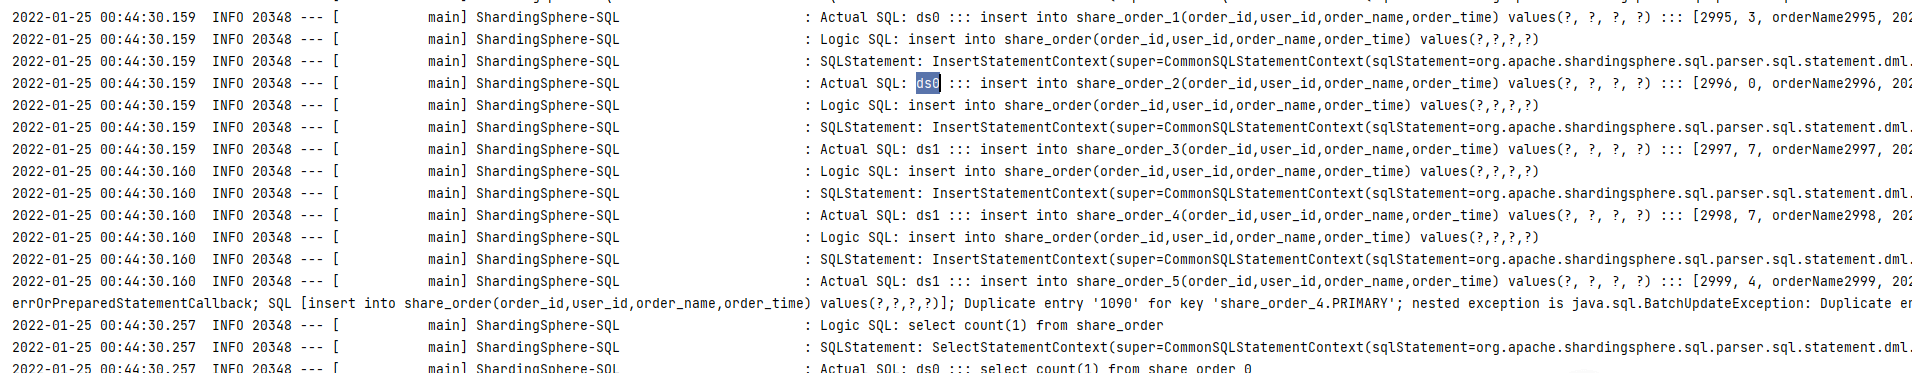 2022-01-25 00:44:30.159  INFO 20348 --- [           main] ShardingSphere-SQL                       : Actual SQL: ds0 ::: insert into share_order_1(order_id,user_id,order_name,order_time) values(?, ?, ?, ?) ::: [2995, 3, orderName2995, 202
2022-01-25 00:44:30.159  INFO 20348 --- [           main] ShardingSphere-SQL                       : Logic SQL: insert into share_order(order_id,user_id,order_name,order_time) values(?,?,?,?)
2022-01-25 00:44:30.159  INFO 20348 --- [           main] ShardingSphere-SQL                       : SQLStatement: InsertStatementContext(super=CommonSQLStatementContext(sqlStatement=org.apache.shardingsphere.sql.parser.sql.statement.dml.
2022-01-25 00:44:30.159  INFO 20348 --- [           main] ShardingSphere-SQL                       : Actual SQL: ds0 ::: insert into share_order_2(order_id,user_id,order_name,order_time) values(?, ?, ?, ?) ::: [2996, 0, orderName2996, 202
2022-01-25 00:44:30.159  INFO 20348 --- [           main] ShardingSphere-SQL                       : Logic SQL: insert into share_order(order_id,user_id,order_name,order_time) values(?,?,?,?)
2022-01-25 00:44:30.159  INFO 20348 --- [           main] ShardingSphere-SQL                       : SQLStatement: InsertStatementContext(super=CommonSQLStatementContext(sqlStatement=org.apache.shardingsphere.sql.parser.sql.statement.dml.
2022-01-25 00:44:30.159  INFO 20348 --- [           main] ShardingSphere-SQL                       : Actual SQL: ds1 ::: insert into share_order_3(order_id,user_id,order_name,order_time) values(?, ?, ?, ?) ::: [2997, 7, orderName2997, 202
2022-01-25 00:44:30.160  INFO 20348 --- [           main] ShardingSphere-SQL                       : Logic SQL: insert into share_order(order_id,user_id,order_name,order_time) values(?,?,?,?)
2022-01-25 00:44:30.160  INFO 20348 --- [           main] ShardingSphere-SQL                       : SQLStatement: InsertStatementContext(super=CommonSQLStatementContext(sqlStatement=org.apache.shardingsphere.sql.parser.sql.statement.dml.
2022-01-25 00:44:30.160  INFO 20348 --- [           main] ShardingSphere-SQL                       : Actual SQL: ds1 ::: insert into share_order_4(order_id,user_id,order_name,order_time) values(?, ?, ?, ?) ::: [2998, 7, orderName2998, 202
2022-01-25 00:44:30.160  INFO 20348 --- [           main] ShardingSphere-SQL                       : Logic SQL: insert into share_order(order_id,user_id,order_name,order_time) values(?,?,?,?)
2022-01-25 00:44:30.160  INFO 20348 --- [           main] ShardingSphere-SQL                       : SQLStatement: InsertStatementContext(super=CommonSQLStatementContext(sqlStatement=org.apache.shardingsphere.sql.parser.sql.statement.dml.
2022-01-25 00:44:30.160  INFO 20348 --- [           main] ShardingSphere-SQL                       : Actual SQL: ds1 ::: insert into share_order_5(order_id,user_id,order_name,order_time) values(?, ?, ?, ?) ::: [2999, 4, orderName2999, 202
errOrPreparedStatementCallback; SQL [insert into share_order(order_id,user_id,order_name,order_time) values(?,?,?,?)]; Duplicate entry '1090' for key 'share_order_4.PRIMARY'; nested exception is java.sql.BatchUpdateException: Duplicate en
2022-01-25 00:44:30.257  INFO 20348 --- [           main] ShardingSphere-SQL                       : Logic SQL: select count(1) from share_order
2022-01-25 00:44:30.257  INFO 20348 --- [           main] ShardingSphere-SQL                       : SQLStatement: SelectStatementContext(super=CommonSQLStatementContext(sqlStatement=org.apache.shardingsphere.sql.parser.sql.statement.dml.
2022-01-25 00:44:30.257  INFO 20348 --- [           main] ShardingSphere-SQL                       : Actual SQL: ds0 ::: select count(1) from share_order_0